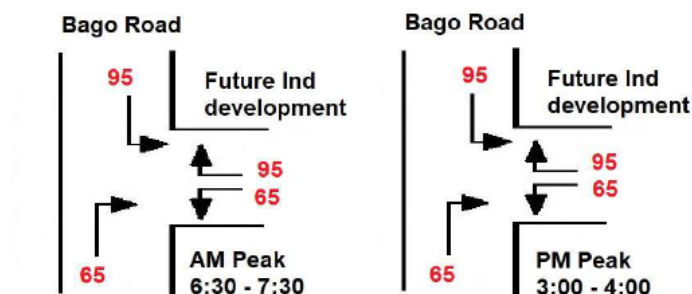 Bago Road
95
Future Ind
development
95
65
65
AM Peak
6:30 - 7:30
Bago Road
95
Future Ind
development
95
65
65
PM Peak
3:00 - 4:00